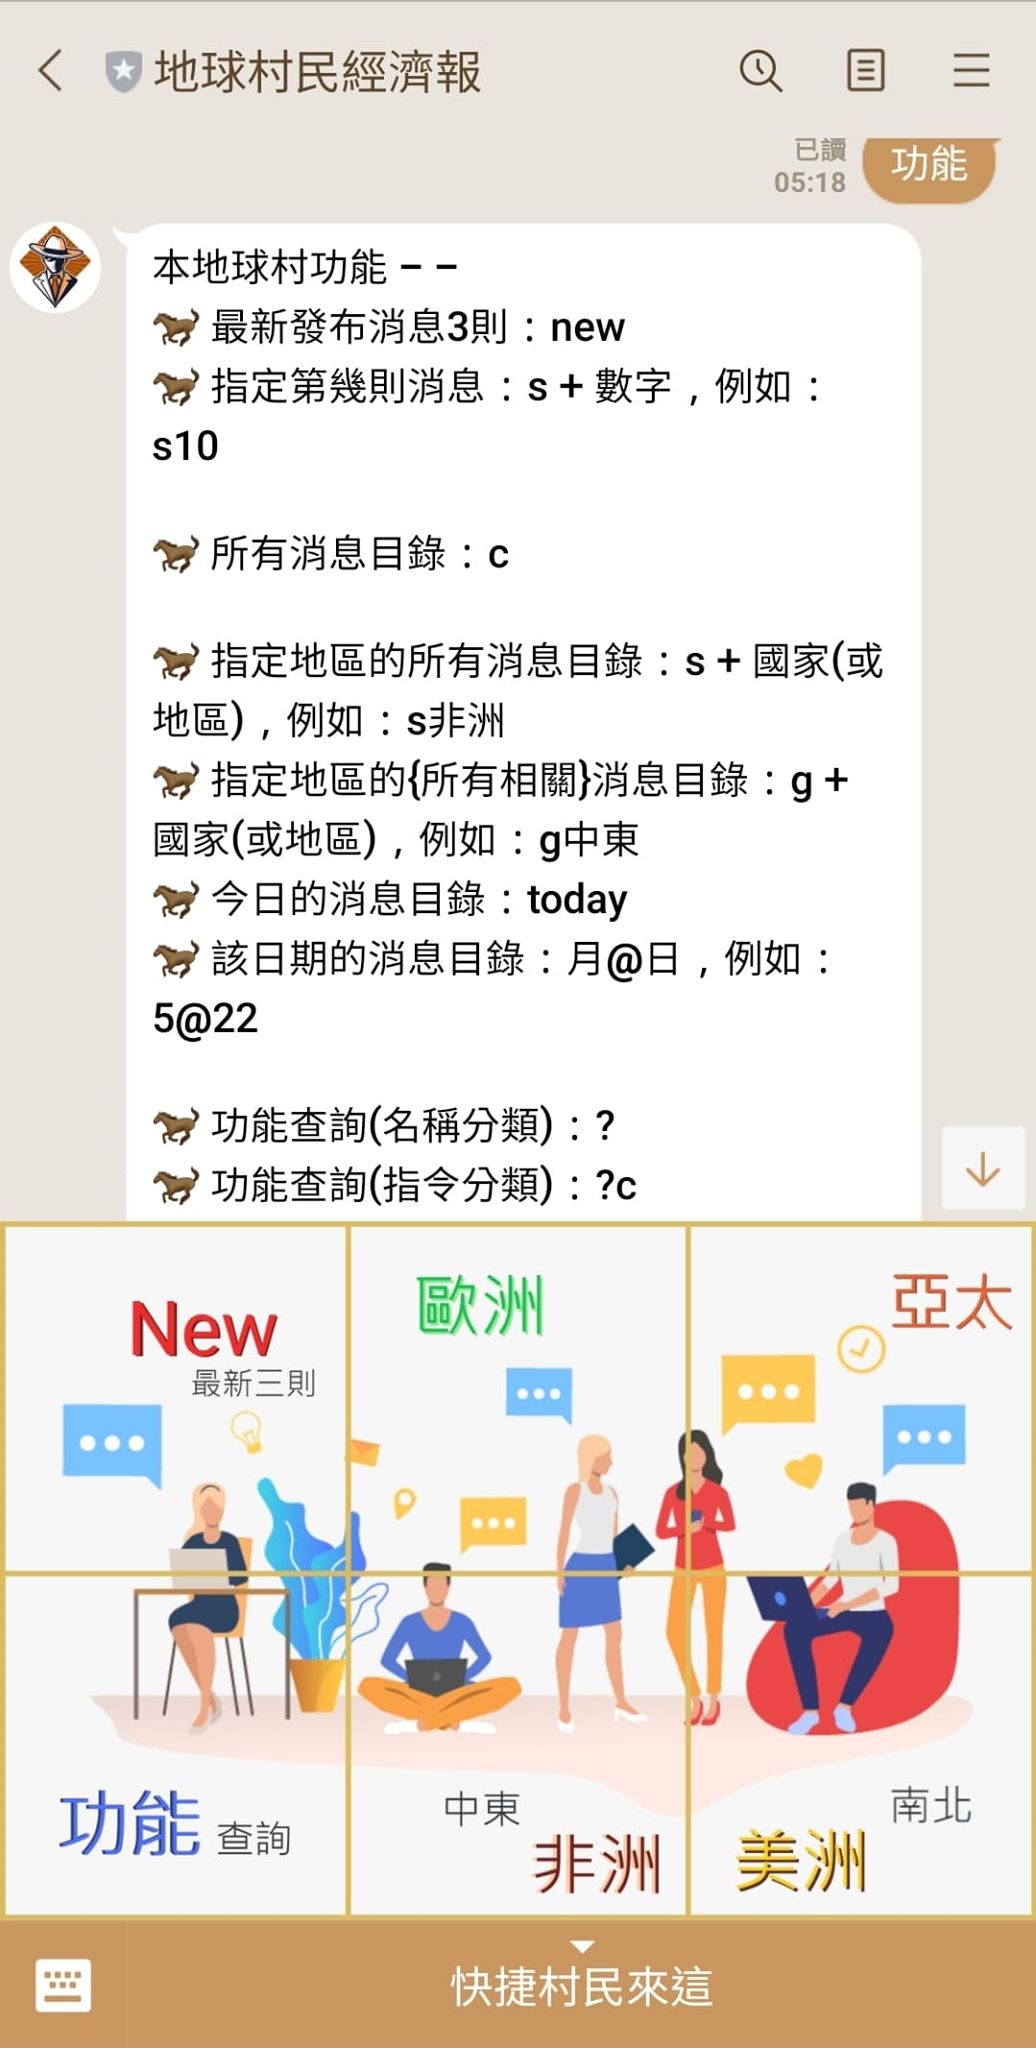 地球村民經濟報
已讀
05:18
功能
本地球村功能 – –
🐎 最新發布消息3則：new
🐎 指定第幾則消息：s + 數字，例如：
s10
🐎 所有消息目錄：c
🐎 指定地區的所有消息目錄：s + 國家(或
地區)，例如：s非洲
🐎 指定地區的{所有相關}消息目錄：g +
國家(或地區)，例如：g中東
🐎 今日的消息目錄：today
🐎 該日期的消息目錄：月@日，例如：
5@22
🐎 功能查詢(名稱分類)：?
🐎 功能查詢(指令分類)：?c
New
最新三則
歐洲
亞太
功能 查詢
中東
非洲
南北
美洲
快捷村民來這